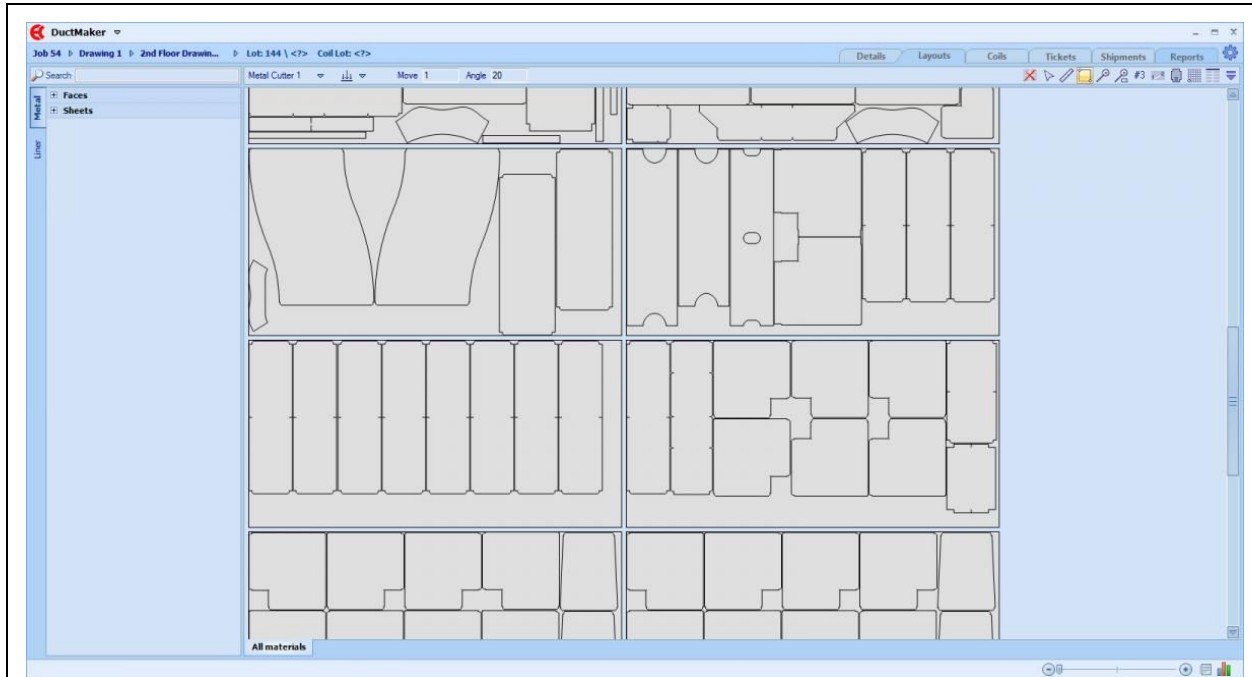 DuctMaker
Job 54 Drawing 1 2nd Floor Drawin... Lot: 144 \ <?> Coil Lot: <?>
Details Layouts Coils Tickets Shipments Reports
Search Metal Cutter 1 Move 1 Angle 20 #3
Metal
Faces
Sheets
Liner
All materials